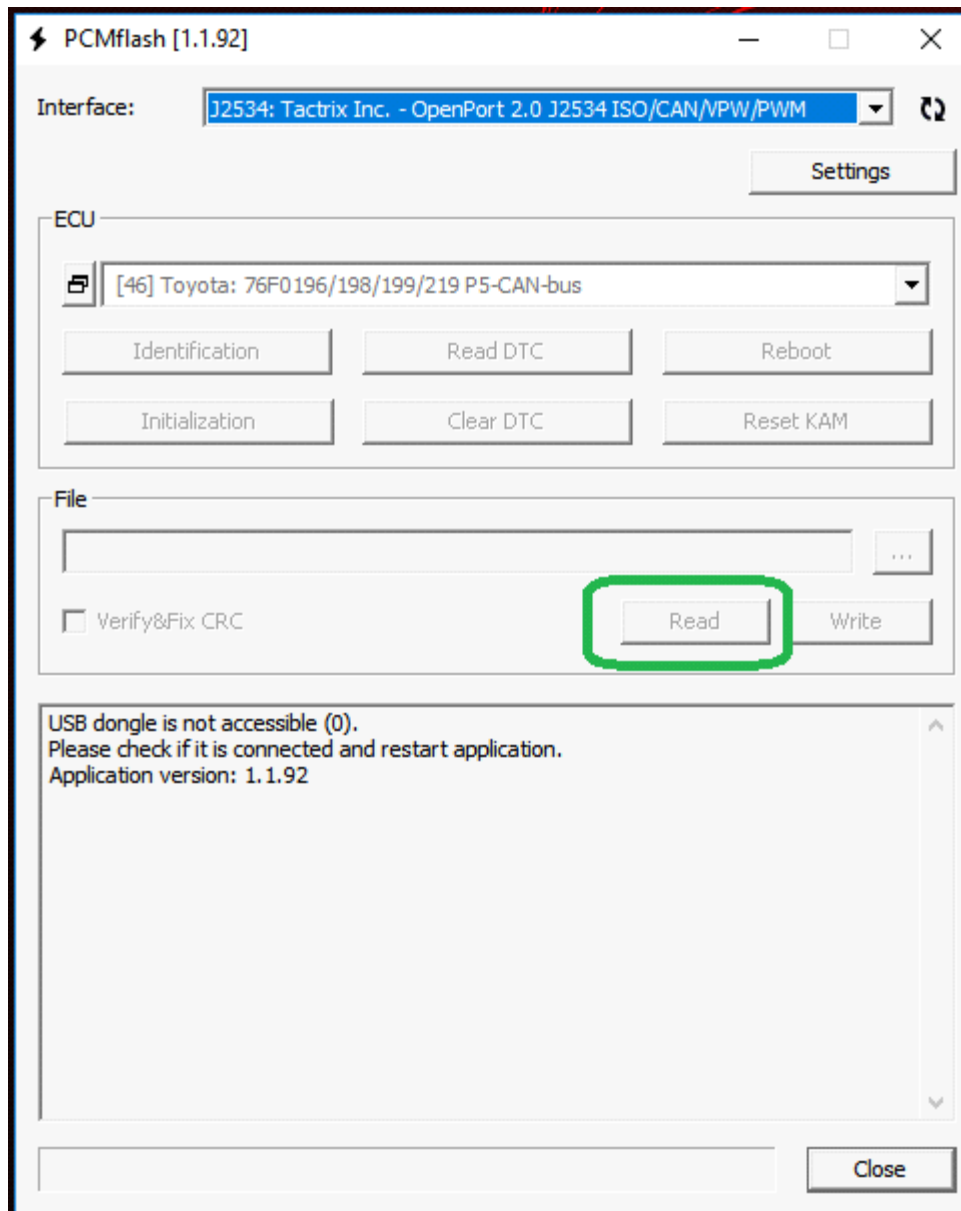 PCMflash [1.1.92]
Interface: J2534: Tactrix Inc. - OpenPort 2.0 J2534 ISO/CAN/VPW/PWM
Settings
ECU
[46] Toyota: 76F0196/198/199/219 P5-CAN-bus
Identification Read DTC Reboot
Initialization Clear DTC Reset KAM
File
...
Verify&Fix CRC Read Write
USB dongle is not accessible (0).
Please check if it is connected and restart application.
Application version: 1.1.92
Close